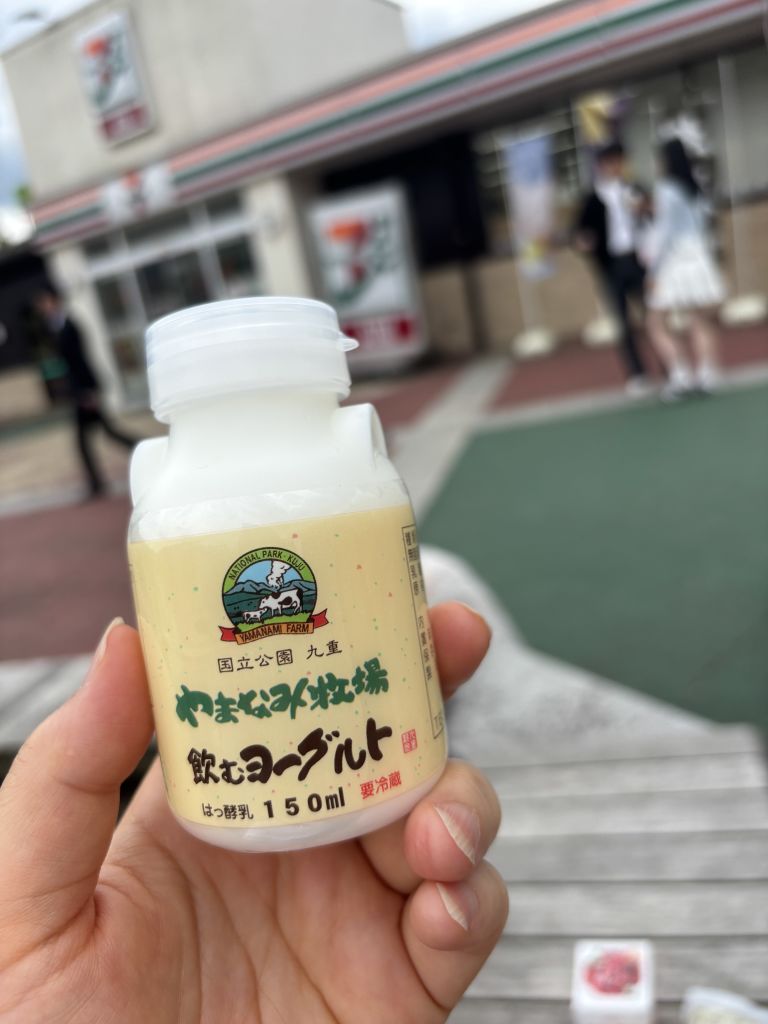 NATIONAL PARK · KUJU
YAMANAMI FARM
国立公園 九重
やまなみ牧場
飲むヨーグルト
はっ酵乳 150ml 要冷蔵